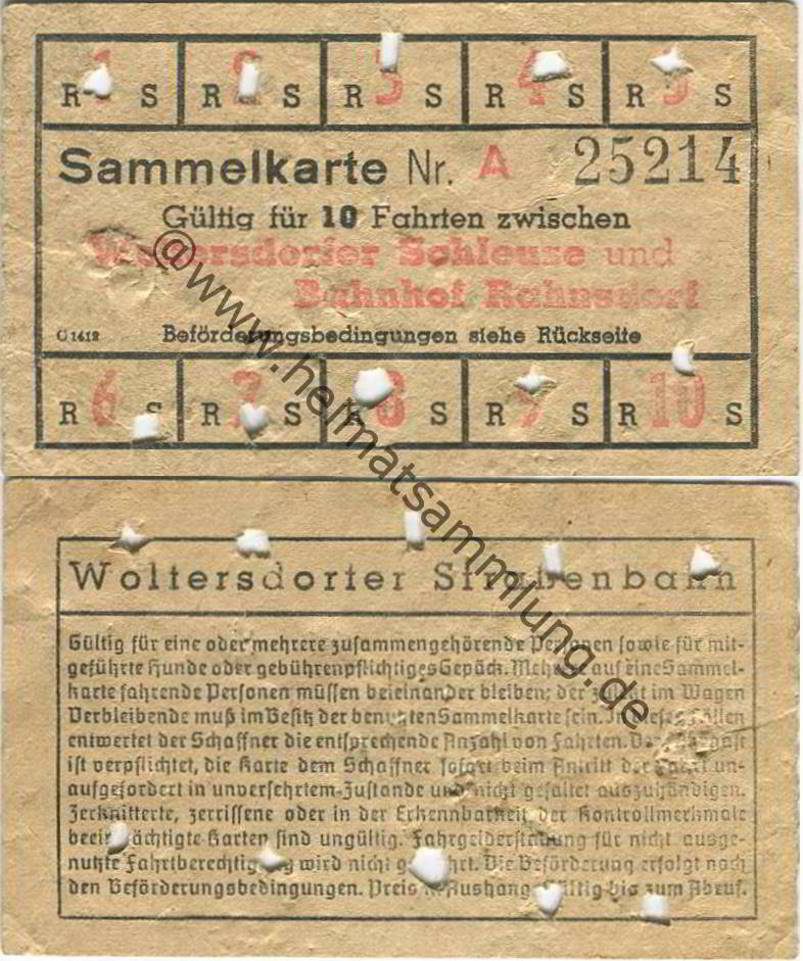 R 1 S R 2 S R 3 S R 4 S R 5 S
Sammelkarte Nr. A 25214
Gültig für 10 Fahrten zwischen
ersdorfer Schleuse und
Bahnhof Rahnsdorf
C 1412 Beförderungsbedingungen siehe Rückseite
R 6 S R 7 S R 8 S R 9 S R 10 S
@www.heimatsammlung.de
Woltersdorfer Straßenbahn
Gültig für eine oder mehrere zusammengehörende Personen sowie für mit-
geführte Hunde oder gebührenpflichtiges Gepäck. Mehrere auf eine Sammel-
karte fahrende Personen müssen beieinander bleiben; der zuletzt im Wagen
Verbleibende muß im Besitz der benutzten Sammelkarte sein. In diesen Fällen
entwertet der Schaffner die entsprechende Anzahl von Fahrten. Der Fahrgast
ist verpflichtet, die Karte dem Schaffner sofort beim Antritt der Fahrt un-
aufgefordert in unversehrtem Zustande und nicht gefaltet auszuhändigen.
Zerknitterte, zerrissene oder in der Erkennbarkeit der Kontrollmerkmale
beeinträchtigte Karten sind ungültig. Fahrgelderstattung für nicht ausge-
nutzte Fahrtberechtigung wird nicht gewährt. Die Beförderung erfolgt nach
den Beförderungsbedingungen. Preis lt. Aushang. Gültig bis zum Abruf.